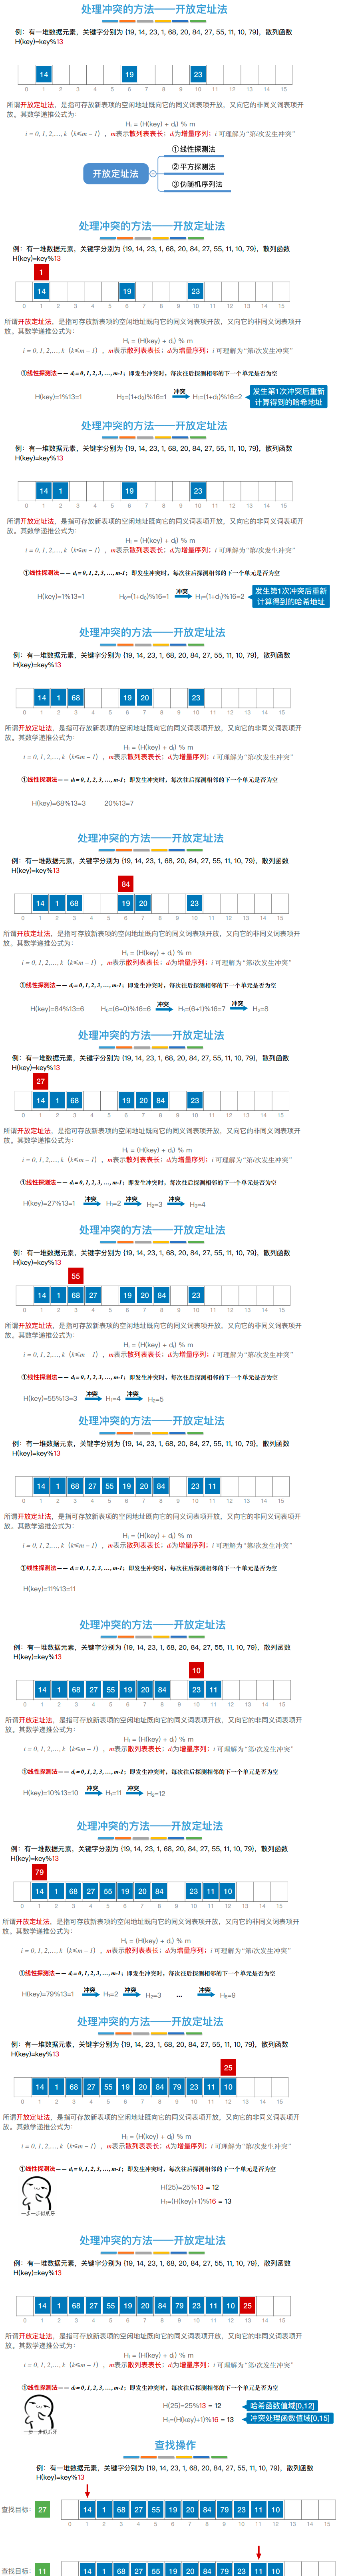 处理冲突的方法——开放定址法
例：有一堆数据元素，关键字分别为 {19, 14, 23, 1, 68, 20, 84, 27, 55, 11, 10, 79}，散列函数
H(key)=key%13
14 19 23
0 1 2 3 4 5 6 7 8 9 10 11 12 13 14 15
所谓开放定址法，是指可存放新表项的空闲地址既向它的同义词表项开放，又向它的非同义词表项开
放。其数学递推公式为：
Hᵢ = (H(key) + dᵢ) % m
i = 0, 1, 2,…, k（k≤m − 1），m表示散列表表长；dᵢ为增量序列；i 可理解为“第i次发生冲突”
①线性探测法
开放定址法
②平方探测法
③伪随机序列法
处理冲突的方法——开放定址法
例：有一堆数据元素，关键字分别为 {19, 14, 23, 1, 68, 20, 84, 27, 55, 11, 10, 79}，散列函数
H(key)=key%13
1
14 19 23
0 1 2 3 4 5 6 7 8 9 10 11 12 13 14 15
所谓开放定址法，是指可存放新表项的空闲地址既向它的同义词表项开放，又向它的非同义词表项开
放。其数学递推公式为：
Hᵢ = (H(key) + dᵢ) % m
i = 0, 1, 2,…, k（k≤m − 1），m表示散列表表长；dᵢ为增量序列；i 可理解为“第i次发生冲突”
①线性探测法—— dᵢ = 0, 1, 2, 3, …, m-1；即发生冲突时，每次往后探测相邻的下一个单元是否为空
H(key)=1%13=1 H₀=(1+d₀)%16=1 冲突 H₁=(1+d₁)%16=2 发生第1次冲突后重新
计算得到的哈希地址
处理冲突的方法——开放定址法
例：有一堆数据元素，关键字分别为 {19, 14, 23, 1, 68, 20, 84, 27, 55, 11, 10, 79}，散列函数
H(key)=key%13
14 1 19 23
0 1 2 3 4 5 6 7 8 9 10 11 12 13 14 15
所谓开放定址法，是指可存放新表项的空闲地址既向它的同义词表项开放，又向它的非同义词表项开
放。其数学递推公式为：
Hᵢ = (H(key) + dᵢ) % m
i = 0, 1, 2,…, k（k≤m − 1），m表示散列表表长；dᵢ为增量序列；i 可理解为“第i次发生冲突”
①线性探测法—— dᵢ = 0, 1, 2, 3, …, m-1；即发生冲突时，每次往后探测相邻的下一个单元是否为空
H(key)=1%13=1 H₀=(1+d₀)%16=1 冲突 H₁=(1+d₁)%16=2 发生第1次冲突后重新
计算得到的哈希地址
处理冲突的方法——开放定址法
例：有一堆数据元素，关键字分别为 {19, 14, 23, 1, 68, 20, 84, 27, 55, 11, 10, 79}，散列函数
H(key)=key%13
14 1 68 19 20 23
0 1 2 3 4 5 6 7 8 9 10 11 12 13 14 15
所谓开放定址法，是指可存放新表项的空闲地址既向它的同义词表项开放，又向它的非同义词表项开
放。其数学递推公式为：
Hᵢ = (H(key) + dᵢ) % m
i = 0, 1, 2,…, k（k≤m − 1），m表示散列表表长；dᵢ为增量序列；i 可理解为“第i次发生冲突”
①线性探测法—— dᵢ = 0, 1, 2, 3, …, m-1；即发生冲突时，每次往后探测相邻的下一个单元是否为空
H(key)=68%13=3 20%13=7
处理冲突的方法——开放定址法
例：有一堆数据元素，关键字分别为 {19, 14, 23, 1, 68, 20, 84, 27, 55, 11, 10, 79}，散列函数
H(key)=key%13
84
14 1 68 19 20 23
0 1 2 3 4 5 6 7 8 9 10 11 12 13 14 15
所谓开放定址法，是指可存放新表项的空闲地址既向它的同义词表项开放，又向它的非同义词表项开
放。其数学递推公式为：
Hᵢ = (H(key) + dᵢ) % m
i = 0, 1, 2,…, k（k≤m − 1），m表示散列表表长；dᵢ为增量序列；i 可理解为“第i次发生冲突”
①线性探测法—— dᵢ = 0, 1, 2, 3, …, m-1；即发生冲突时，每次往后探测相邻的下一个单元是否为空
H(key)=84%13=6 H₀=(6+0)%16=6 冲突 H₁=(6+1)%16=7 冲突 H₂=8
处理冲突的方法——开放定址法
例：有一堆数据元素，关键字分别为 {19, 14, 23, 1, 68, 20, 84, 27, 55, 11, 10, 79}，散列函数
H(key)=key%13
27
14 1 68 19 20 84 23
0 1 2 3 4 5 6 7 8 9 10 11 12 13 14 15
所谓开放定址法，是指可存放新表项的空闲地址既向它的同义词表项开放，又向它的非同义词表项开
放。其数学递推公式为：
Hᵢ = (H(key) + dᵢ) % m
i = 0, 1, 2,…, k（k≤m − 1），m表示散列表表长；dᵢ为增量序列；i 可理解为“第i次发生冲突”
①线性探测法—— dᵢ = 0, 1, 2, 3, …, m-1；即发生冲突时，每次往后探测相邻的下一个单元是否为空
H(key)=27%13=1 冲突 H₁=2 冲突 H₂=3 冲突 H₃=4
处理冲突的方法——开放定址法
例：有一堆数据元素，关键字分别为 {19, 14, 23, 1, 68, 20, 84, 27, 55, 11, 10, 79}，散列函数
H(key)=key%13
55
14 1 68 27 19 20 84 23
0 1 2 3 4 5 6 7 8 9 10 11 12 13 14 15
所谓开放定址法，是指可存放新表项的空闲地址既向它的同义词表项开放，又向它的非同义词表项开
放。其数学递推公式为：
Hᵢ = (H(key) + dᵢ) % m
i = 0, 1, 2,…, k（k≤m − 1），m表示散列表表长；dᵢ为增量序列；i 可理解为“第i次发生冲突”
①线性探测法—— dᵢ = 0, 1, 2, 3, …, m-1；即发生冲突时，每次往后探测相邻的下一个单元是否为空
H(key)=55%13=3 冲突 H₁=4 冲突 H₂=5
处理冲突的方法——开放定址法
例：有一堆数据元素，关键字分别为 {19, 14, 23, 1, 68, 20, 84, 27, 55, 11, 10, 79}，散列函数
H(key)=key%13
14 1 68 27 55 19 20 84 23 11
0 1 2 3 4 5 6 7 8 9 10 11 12 13 14 15
所谓开放定址法，是指可存放新表项的空闲地址既向它的同义词表项开放，又向它的非同义词表项开
放。其数学递推公式为：
Hᵢ = (H(key) + dᵢ) % m
i = 0, 1, 2,…, k（k≤m − 1），m表示散列表表长；dᵢ为增量序列；i 可理解为“第i次发生冲突”
①线性探测法—— dᵢ = 0, 1, 2, 3, …, m-1；即发生冲突时，每次往后探测相邻的下一个单元是否为空
H(key)=11%13=11
处理冲突的方法——开放定址法
例：有一堆数据元素，关键字分别为 {19, 14, 23, 1, 68, 20, 84, 27, 55, 11, 10, 79}，散列函数
H(key)=key%13
10
14 1 68 27 55 19 20 84 23 11
0 1 2 3 4 5 6 7 8 9 10 11 12 13 14 15
所谓开放定址法，是指可存放新表项的空闲地址既向它的同义词表项开放，又向它的非同义词表项开
放。其数学递推公式为：
Hᵢ = (H(key) + dᵢ) % m
i = 0, 1, 2,…, k（k≤m − 1），m表示散列表表长；dᵢ为增量序列；i 可理解为“第i次发生冲突”
①线性探测法—— dᵢ = 0, 1, 2, 3, …, m-1；即发生冲突时，每次往后探测相邻的下一个单元是否为空
H(key)=10%13=10 冲突 H₁=11 冲突 H₂=12
处理冲突的方法——开放定址法
例：有一堆数据元素，关键字分别为 {19, 14, 23, 1, 68, 20, 84, 27, 55, 11, 10, 79}，散列函数
H(key)=key%13
79
14 1 68 27 55 19 20 84 23 11 10
0 1 2 3 4 5 6 7 8 9 10 11 12 13 14 15
所谓开放定址法，是指可存放新表项的空闲地址既向它的同义词表项开放，又向它的非同义词表项开
放。其数学递推公式为：
Hᵢ = (H(key) + dᵢ) % m
i = 0, 1, 2,…, k（k≤m − 1），m表示散列表表长；dᵢ为增量序列；i 可理解为“第i次发生冲突”
①线性探测法—— dᵢ = 0, 1, 2, 3, …, m-1；即发生冲突时，每次往后探测相邻的下一个单元是否为空
H(key)=79%13=1 冲突 H₁=2 冲突 H₂=3 … 冲突 H₈=9
处理冲突的方法——开放定址法
例：有一堆数据元素，关键字分别为 {19, 14, 23, 1, 68, 20, 84, 27, 55, 11, 10, 79}，散列函数
H(key)=key%13
25
14 1 68 27 55 19 20 84 79 23 11 10
0 1 2 3 4 5 6 7 8 9 10 11 12 13 14 15
所谓开放定址法，是指可存放新表项的空闲地址既向它的同义词表项开放，又向它的非同义词表项开
放。其数学递推公式为：
Hᵢ = (H(key) + dᵢ) % m
i = 0, 1, 2,…, k（k≤m − 1），m表示散列表表长；dᵢ为增量序列；i 可理解为“第i次发生冲突”
①线性探测法—— dᵢ = 0, 1, 2, 3, …, m-1；即发生冲突时，每次往后探测相邻的下一个单元是否为空
H(25)=25%13 = 12
H₁=(H(key)+1)%16 = 13
一步一步似爪牙
处理冲突的方法——开放定址法
例：有一堆数据元素，关键字分别为 {19, 14, 23, 1, 68, 20, 84, 27, 55, 11, 10, 79}，散列函数
H(key)=key%13
14 1 68 27 55 19 20 84 79 23 11 10 25
0 1 2 3 4 5 6 7 8 9 10 11 12 13 14 15
所谓开放定址法，是指可存放新表项的空闲地址既向它的同义词表项开放，又向它的非同义词表项开
放。其数学递推公式为：
Hᵢ = (H(key) + dᵢ) % m
i = 0, 1, 2,…, k（k≤m − 1），m表示散列表表长；dᵢ为增量序列；i 可理解为“第i次发生冲突”
①线性探测法—— dᵢ = 0, 1, 2, 3, …, m-1；即发生冲突时，每次往后探测相邻的下一个单元是否为空
H(25)=25%13 = 12 哈希函数值域[0,12]
H₁=(H(key)+1)%16 = 13 冲突处理函数值域[0,15]
一步一步似爪牙
查找操作
例：有一堆数据元素，关键字分别为 {19, 14, 23, 1, 68, 20, 84, 27, 55, 11, 10, 79}，散列函数
H(key)=key%13
查找目标： 27 14 1 68 27 55 19 20 84 79 23 11 10
0 1 2 3 4 5 6 7 8 9 10 11 12 13 14 15
查找目标： 11 14 1 68 27 55 19 20 84 79 23 11 10